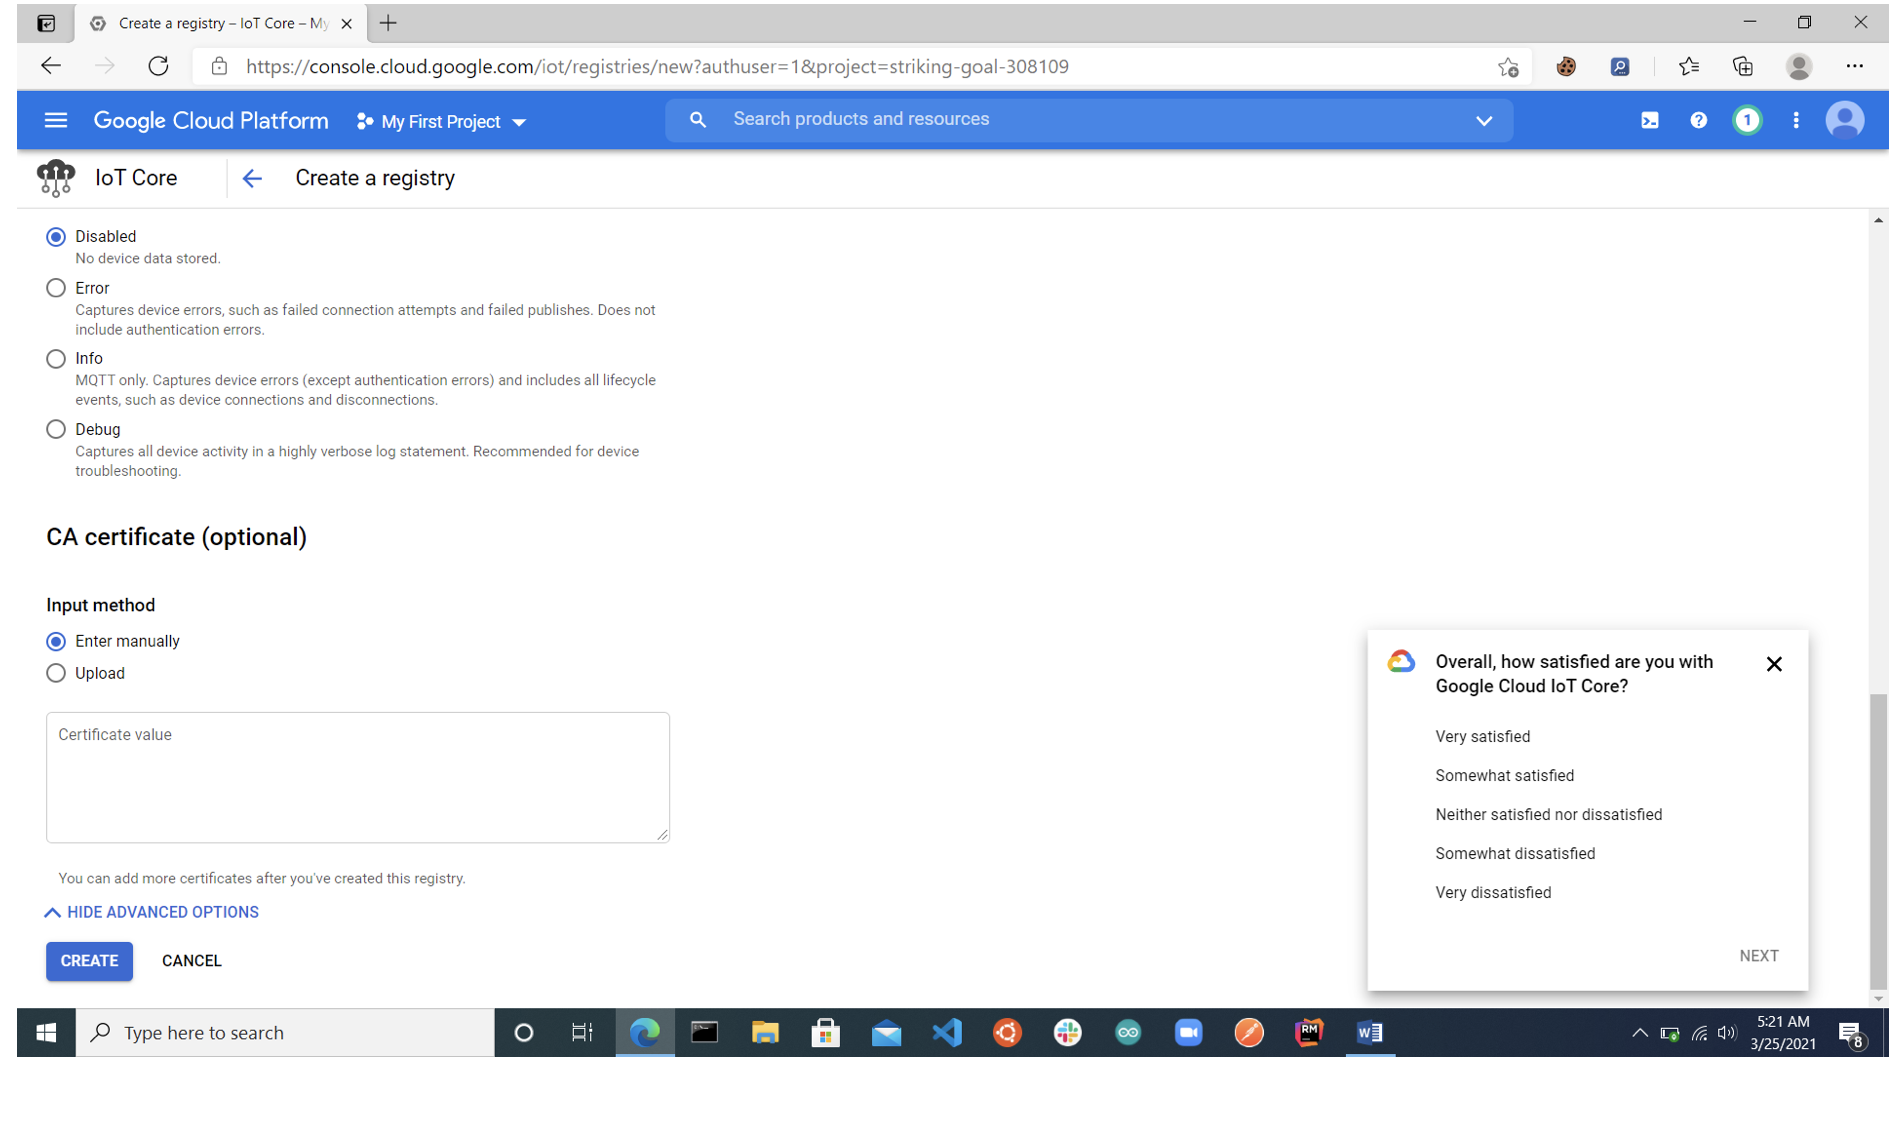 Create a registry – IoT Core – My
https://console.cloud.google.com/iot/registries/new?authuser=1&project=striking-goal-308109
Google Cloud Platform
My First Project
Search products and resources
1
IoT Core
Create a registry
Disabled
No device data stored.
Error
Captures device errors, such as failed connection attempts and failed publishes. Does not
include authentication errors.
Info
MQTT only. Captures device errors (except authentication errors) and includes all lifecycle
events, such as device connections and disconnections.
Debug
Captures all device activity in a highly verbose log statement. Recommended for device
troubleshooting.
CA certificate (optional)
Input method
Enter manually
Upload
Certificate value
You can add more certificates after you've created this registry.
HIDE ADVANCED OPTIONS
CREATE
CANCEL
Overall, how satisfied are you with
Google Cloud IoT Core?
Very satisfied
Somewhat satisfied
Neither satisfied nor dissatisfied
Somewhat dissatisfied
Very dissatisfied
NEXT
Type here to search
RM
W
5:21 AM
3/25/2021
8